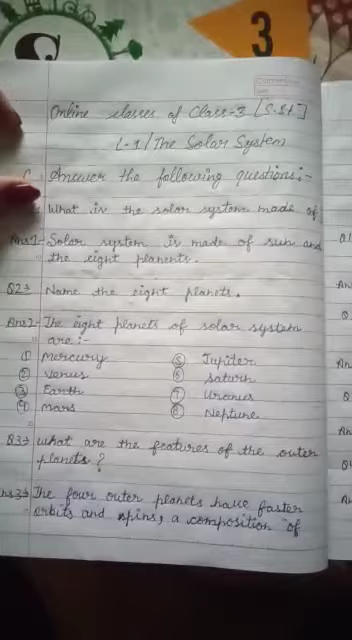 3
Online classes of Class-3 [S.St]
L-1/The Solar System
Answer the following questions:-
What is the solar system made of
Ans1- Solar system is made of sun and
the eight planents.
Q2→ Name the eight planets.
Ans2- The eight planets of solar system
are:-
① Mercury ⑤ Jupiter
② Venus ⑥ Saturn
③ Earth ⑦ Uranus
④ Mars ⑧ Neptune
Q3→ What are the features of the outer
planets?
Ans3→ The four outer planets have faster
orbits and spins, a composition of